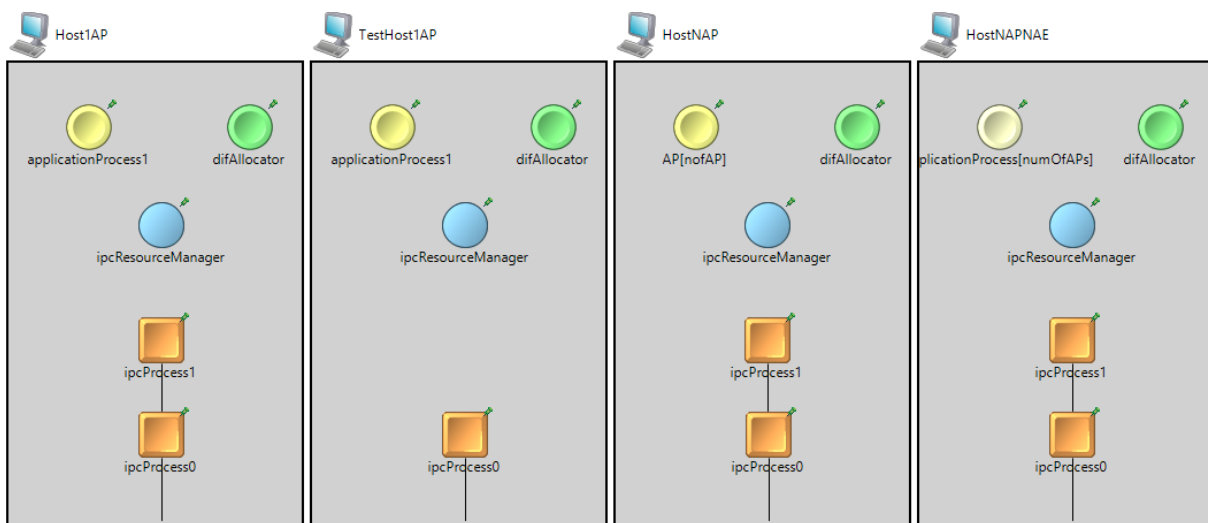 Host1AP
TestHost1AP
HostNAP
HostNAPNAE
applicationProcess1
difAllocator
applicationProcess1
difAllocator
AP[nofAP]
difAllocator
plicationProcess[numOfAPs]
difAllocator
ipcResourceManager
ipcResourceManager
ipcResourceManager
ipcResourceManager
ipcProcess1
ipcProcess1
ipcProcess1
ipcProcess0
ipcProcess0
ipcProcess0
ipcProcess0